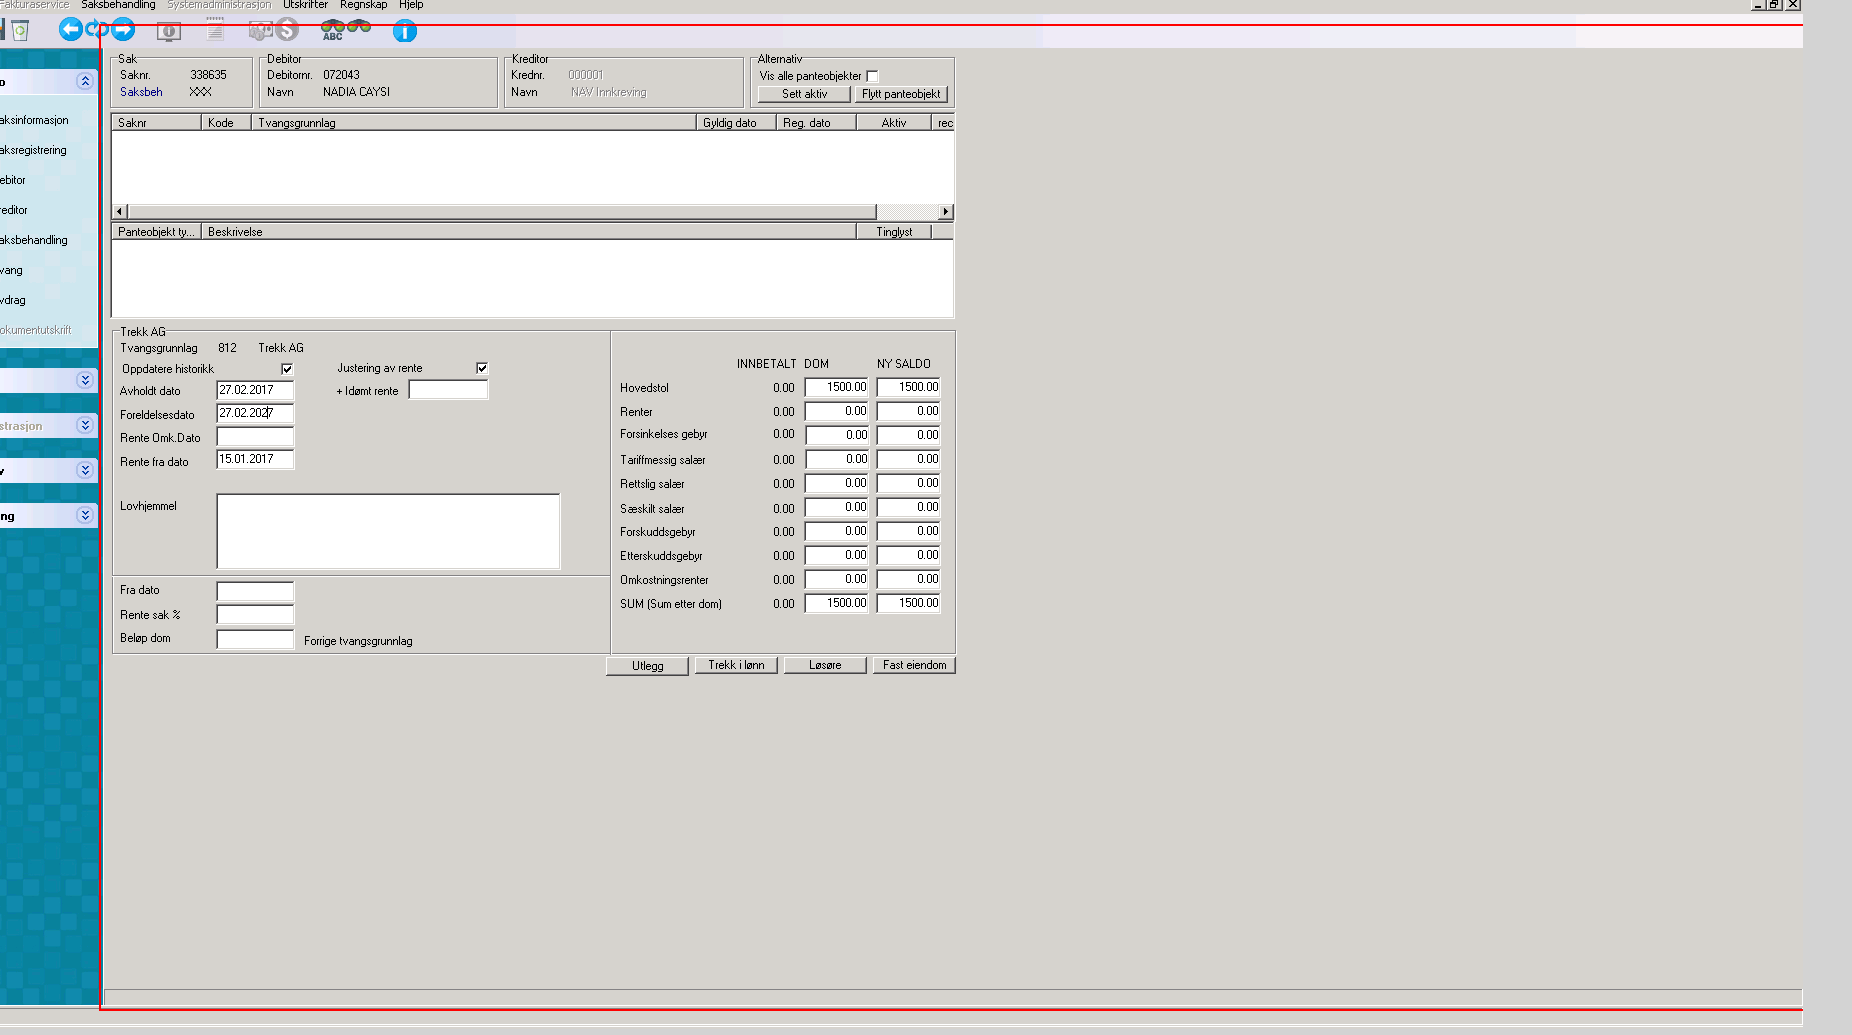 Fakturaservice Saksbehandling Systemadministrasjon Utskrifter Regnskap Hjelp
ABC
Sak
Saknr. 338635
Saksbeh XXX
Debitor
Debitornr. 072043
Navn NADIA CAYSI
Kreditor
Krednr. 000001
Navn NAV Innkreving
Alternativ
Vis alle panteobjekter
Sett aktiv Flytt panteobjekt
o
aksinformasjon
aksregistrering
ebitor
reditor
aksbehandling
vang
vdrag
okumentutskrift
strasjon
v
ng
Saknr Kode Tvangsgrunnlag Gyldig dato Reg. dato Aktiv rec
Panteobjekt ty... Beskrivelse Tinglyst
Trekk AG
Tvangsgrunnlag 812 Trekk AG
Oppdatere historikk Justering av rente
Avholdt dato 27.02.2017 + Idømt rente
Foreldelsesdato 27.02.2027
Rente Omk.Dato
Rente fra dato 15.01.2017
Lovhjemmel
Fra dato
Rente sak %
Beløp dom Forrige tvangsgrunnlag
INNBETALT DOM NY SALDO
Hovedstol 0.00 1500.00 1500.00
Renter 0.00 0.00 0.00
Forsinkelses gebyr 0.00 0.00 0.00
Tariffmessig salær 0.00 0.00 0.00
Rettslig salær 0.00 0.00 0.00
Sæskilt salær 0.00 0.00 0.00
Forskuddsgebyr 0.00 0.00 0.00
Etterskuddsgebyr 0.00 0.00 0.00
Omkostningsrenter 0.00 0.00 0.00
SUM (Sum etter dom) 0.00 1500.00 1500.00
Utlegg Trekk i lønn Løsøre Fast eiendom